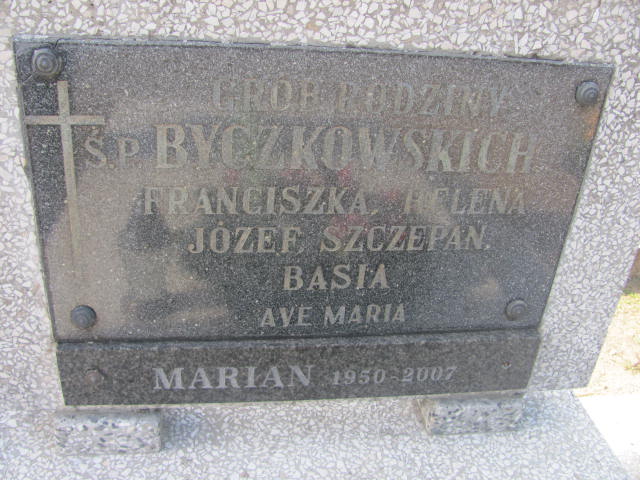 GRÓB RODZINY
Ś.P. BYCZKOWSKICH
FRANCISZKA, HELENA
JÓZEF, SZCZEPAN.
BASIA
AVE MARIA
MARIAN 1950-2007